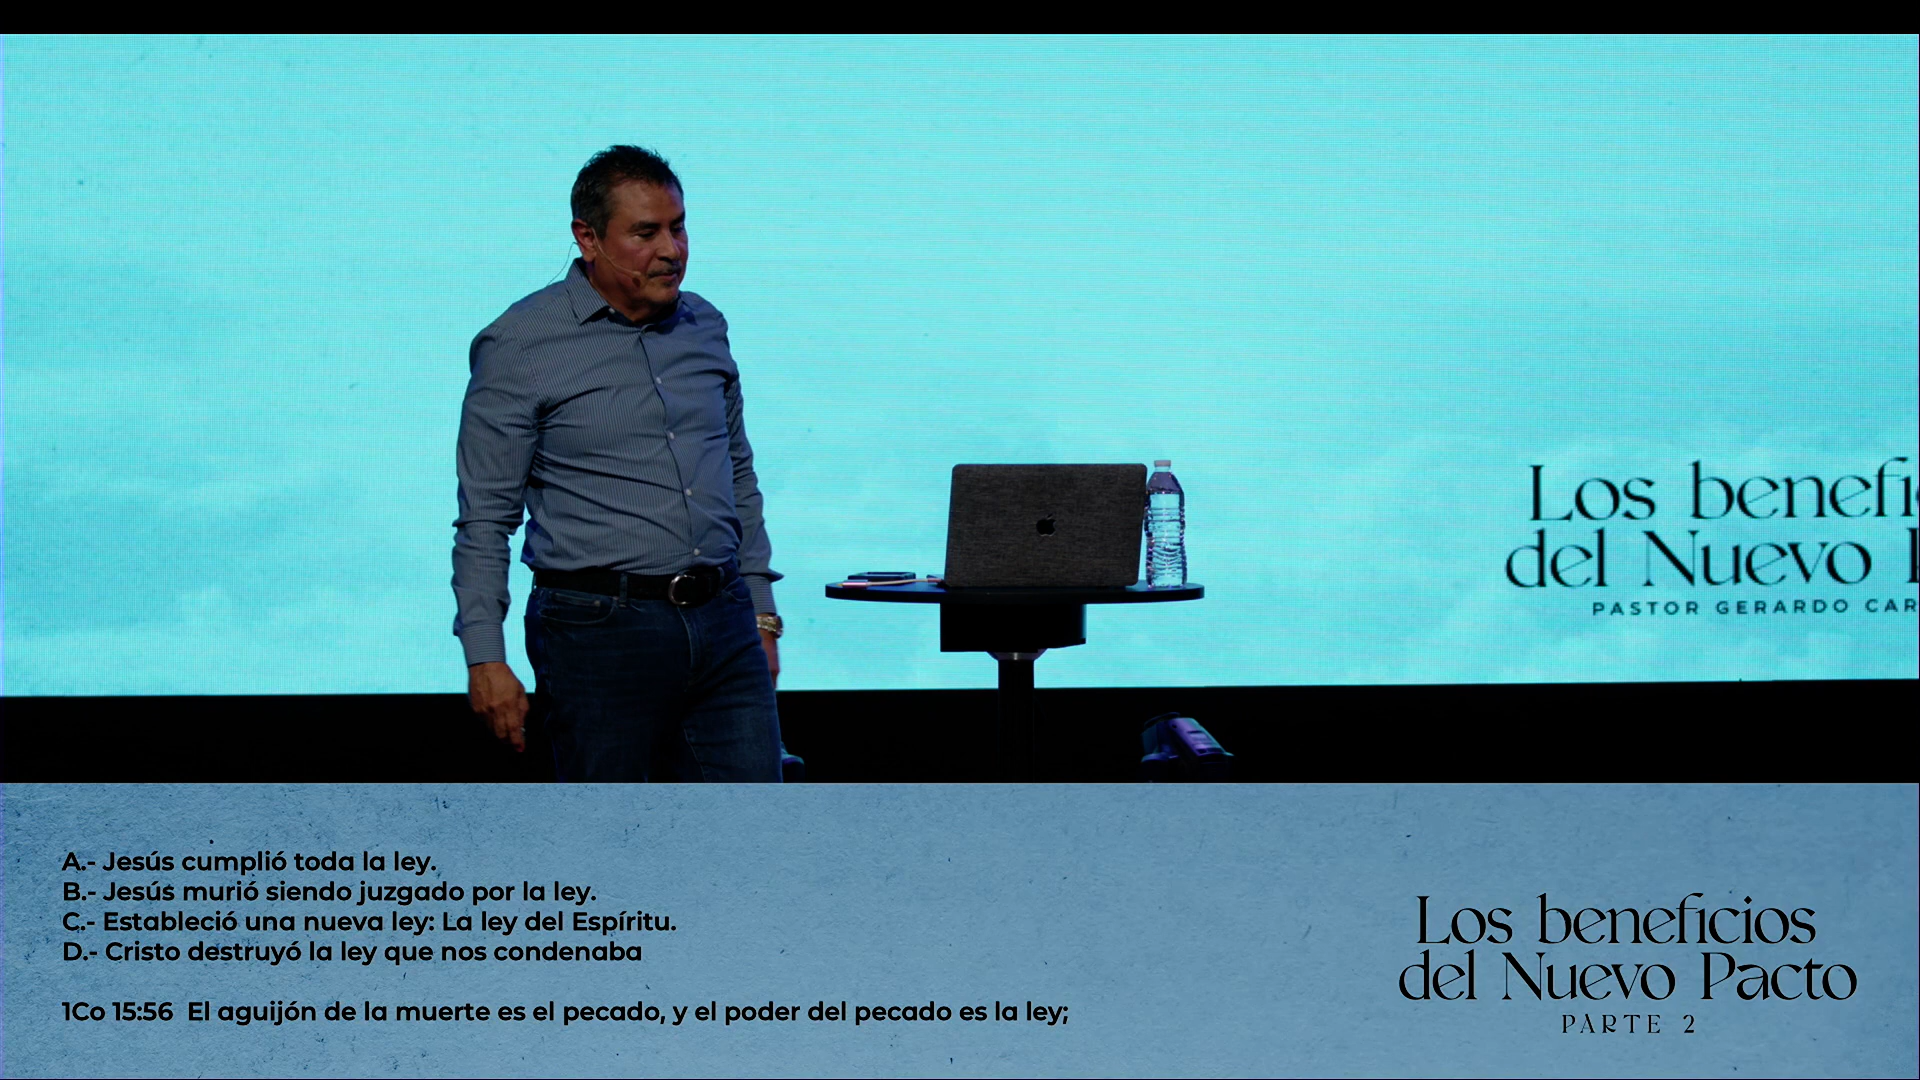 Los benefi
del Nuevo
PASTOR GERARDO CAR
A.- Jesús cumplió toda la ley.
B.- Jesús murió siendo juzgado por la ley.
C.- Estableció una nueva ley: La ley del Espíritu.
D.- Cristo destruyó la ley que nos condenaba
1Co 15:56 El aguijón de la muerte es el pecado, y el poder del pecado es la ley;
Los beneficios
del Nuevo Pacto
PARTE 2